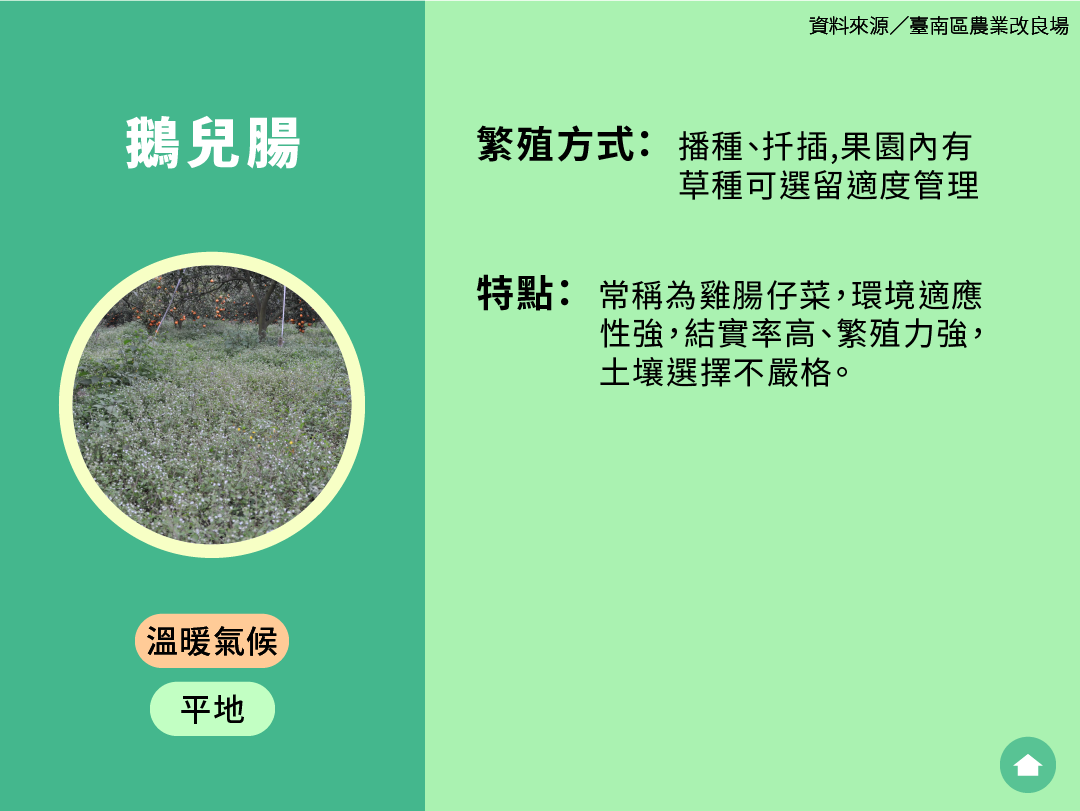 資料來源／臺南區農業改良場
鵝兒腸
繁殖方式：播種、扦插,果園內有
草種可選留適度管理
特點：常稱為雞腸仔菜，環境適應
性強，結實率高、繁殖力強，
土壤選擇不嚴格。
溫暖氣候
平地